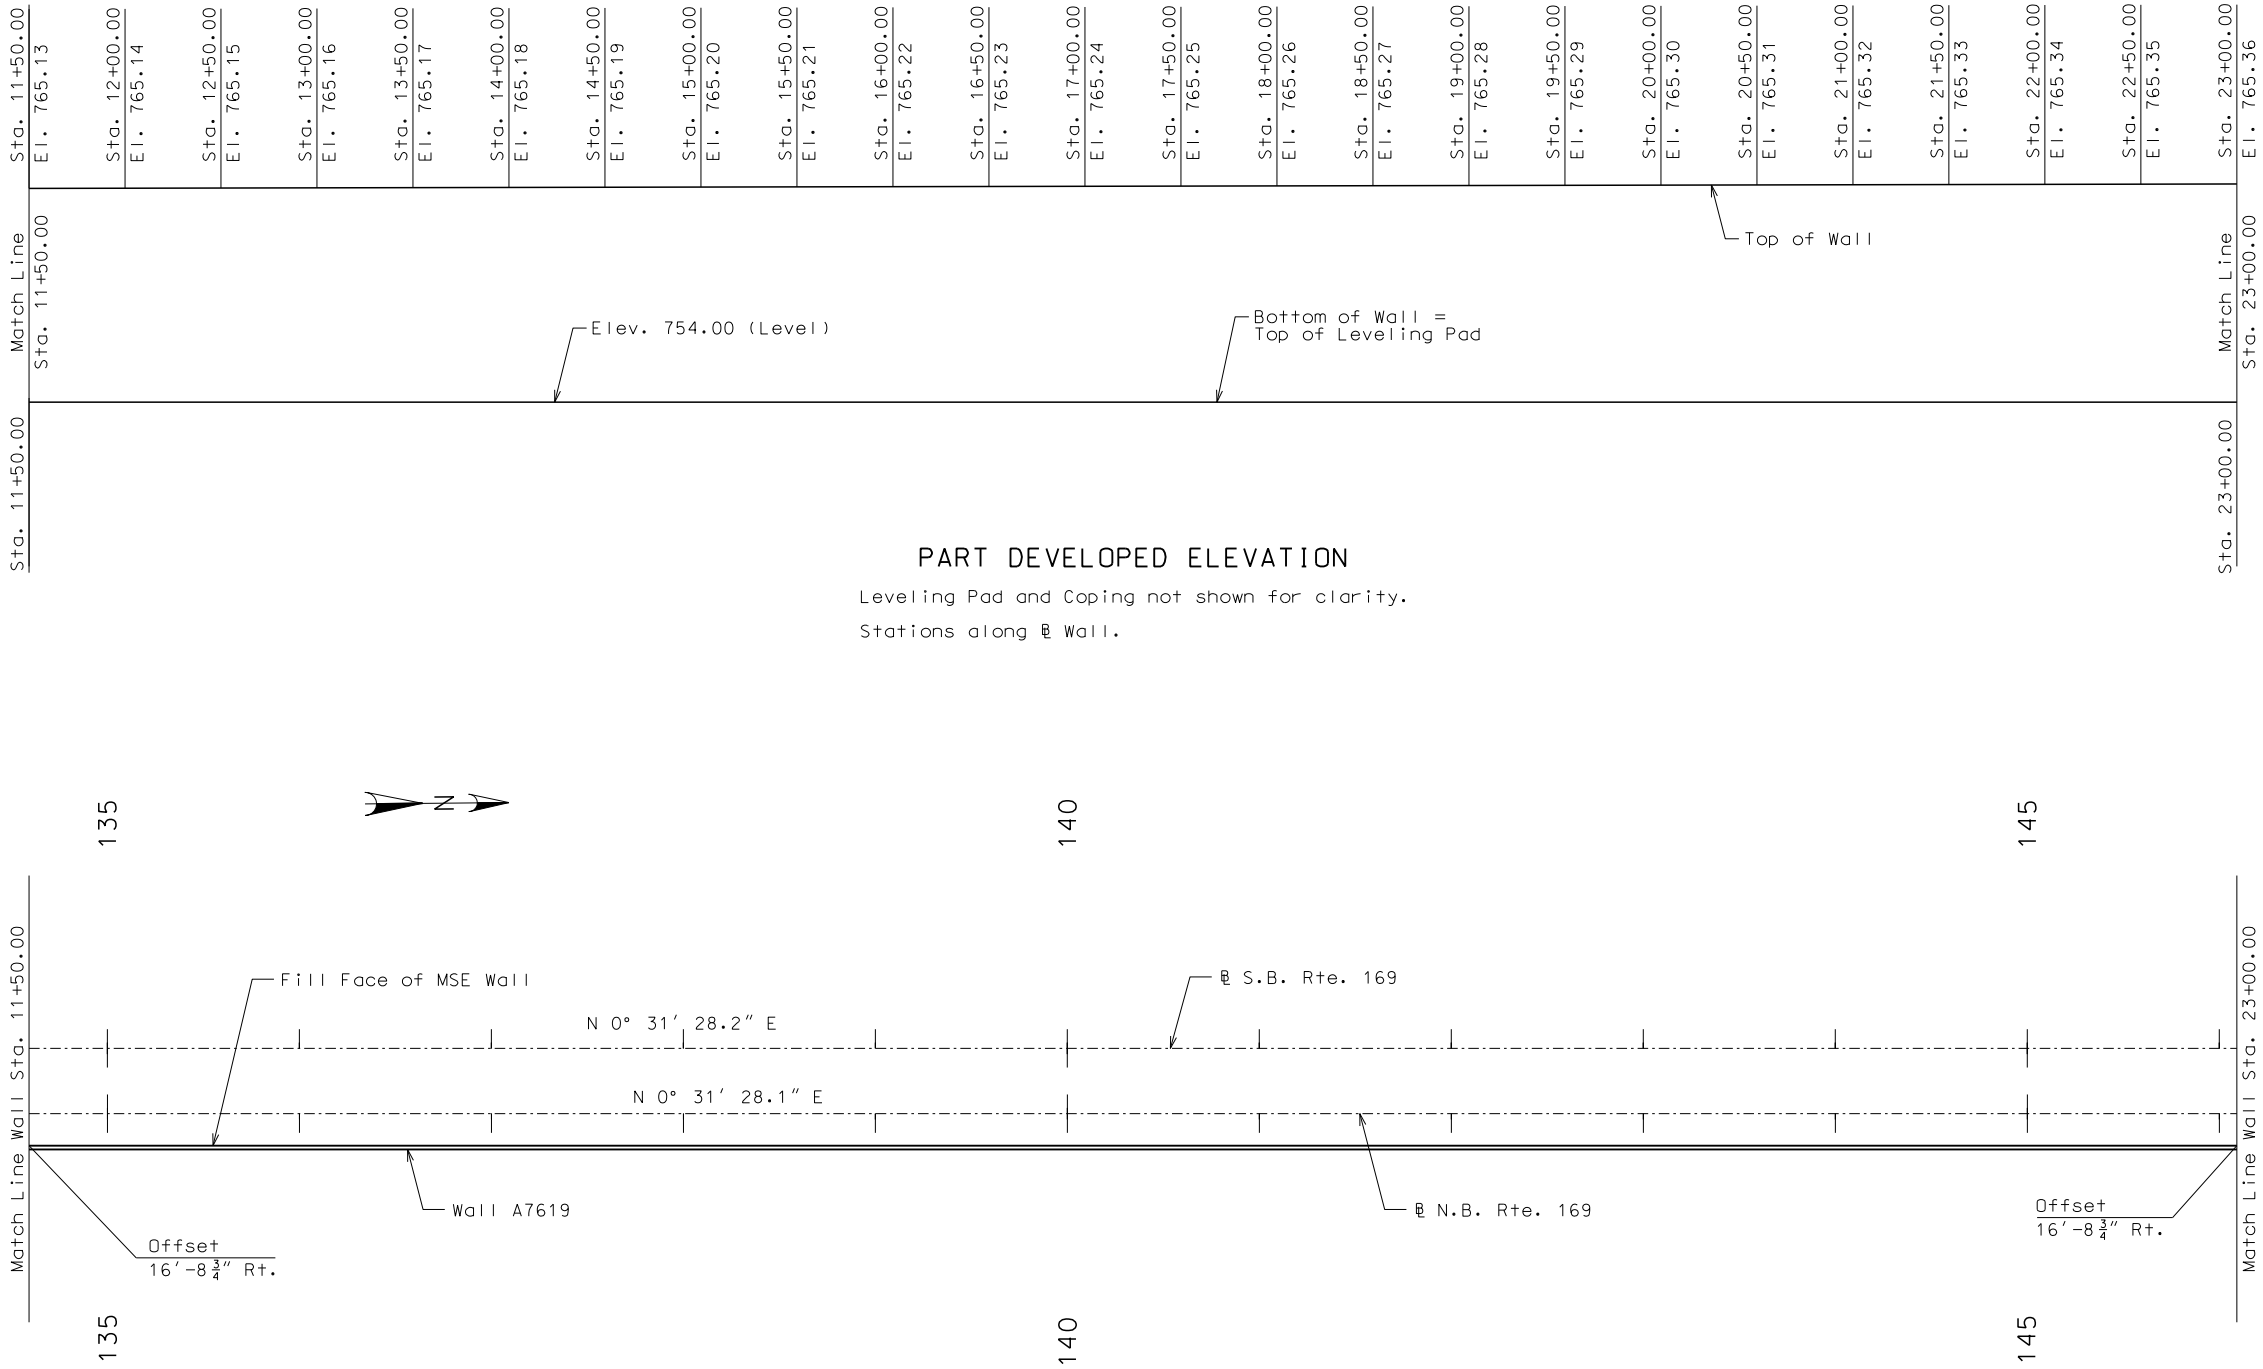 Sta. 11+50.00
El. 765.13
Sta. 12+00.00
El. 765.14
Sta. 12+50.00
El. 765.15
Sta. 13+00.00
El. 765.16
Sta. 13+50.00
El. 765.17
Sta. 14+00.00
El. 765.18
Sta. 14+50.00
El. 765.19
Sta. 15+00.00
El. 765.20
Sta. 15+50.00
El. 765.21
Sta. 16+00.00
El. 765.22
Sta. 16+50.00
El. 765.23
Sta. 17+00.00
El. 765.24
Sta. 17+50.00
El. 765.25
Sta. 18+00.00
El. 765.26
Sta. 18+50.00
El. 765.27
Sta. 19+00.00
El. 765.28
Sta. 19+50.00
El. 765.29
Sta. 20+00.00
El. 765.30
Sta. 20+50.00
El. 765.31
Sta. 21+00.00
El. 765.32
Sta. 21+50.00
El. 765.33
Sta. 22+00.00
El. 765.34
Sta. 22+50.00
El. 765.35
Sta. 23+00.00
El. 765.36
Match Line
Sta. 11+50.00
Top of Wall
Match Line
Sta. 23+00.00
Elev. 754.00 (Level)
Bottom of Wall =
Top of Leveling Pad
Sta. 11+50.00
Sta. 23+00.00
PART DEVELOPED ELEVATION
Leveling Pad and Coping not shown for clarity.
Stations along ℄ Wall.
135
N
140
145
Match Line Wall Sta. 11+50.00
Fill Face of MSE Wall
℄ S.B. Rte. 169
N 0° 31' 28.2" E
N 0° 31' 28.1" E
Wall A7619
℄ N.B. Rte. 169
Offset
16'-8 3/4" Rt.
Offset
16'-8 3/4" Rt.
Match Line Wall Sta. 23+00.00
135
140
145